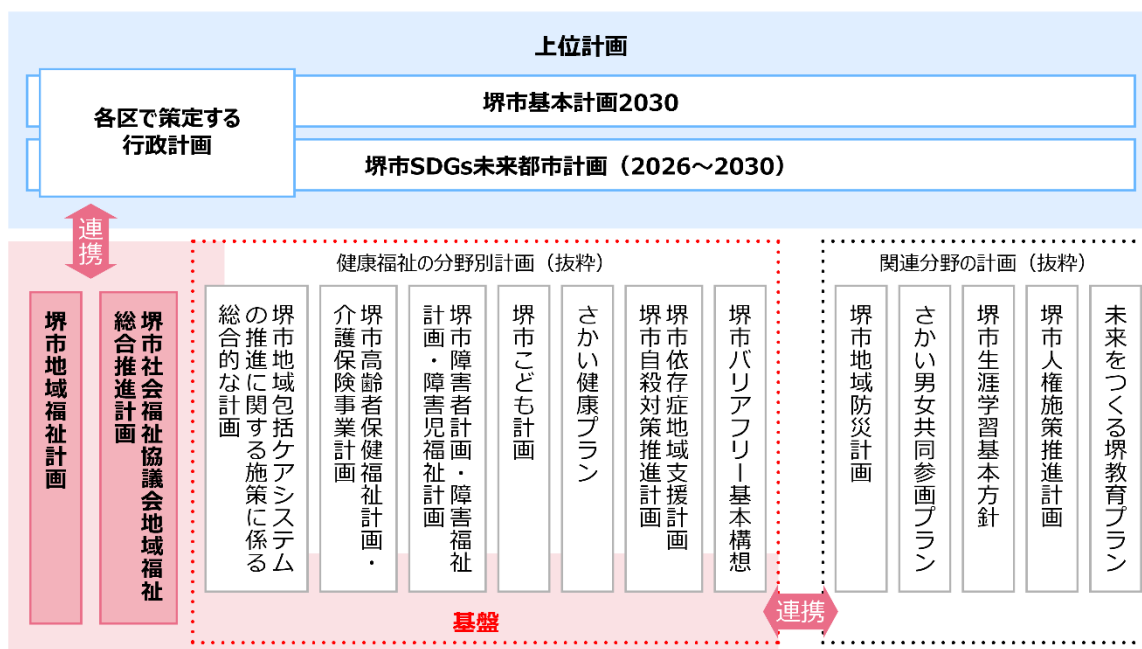 上位計画
堺市基本計画2030
各区で策定する
行政計画
堺市SDGs未来都市計画（2026～2030）
連携
健康福祉の分野別計画（抜粋）
関連分野の計画（抜粋）
堺市地域福祉計画
堺市社会福祉協議会地域福祉
総合推進計画
堺市地域包括ケアシステム
の推進に関する施策に係る
総合的な計画
堺市高齢者保健福祉計画・
介護保険事業計画
堺市障害者計画・障害福祉
計画・障害児福祉計画
堺市こども計画
さかい健康プラン
堺市依存症地域支援計画
堺市自殺対策推進計画
堺市バリアフリー基本構想
堺市地域防災計画
さかい男女共同参画プラン
堺市生涯学習基本方針
堺市人権施策推進計画
未来をつくる堺教育プラン
基盤
連携